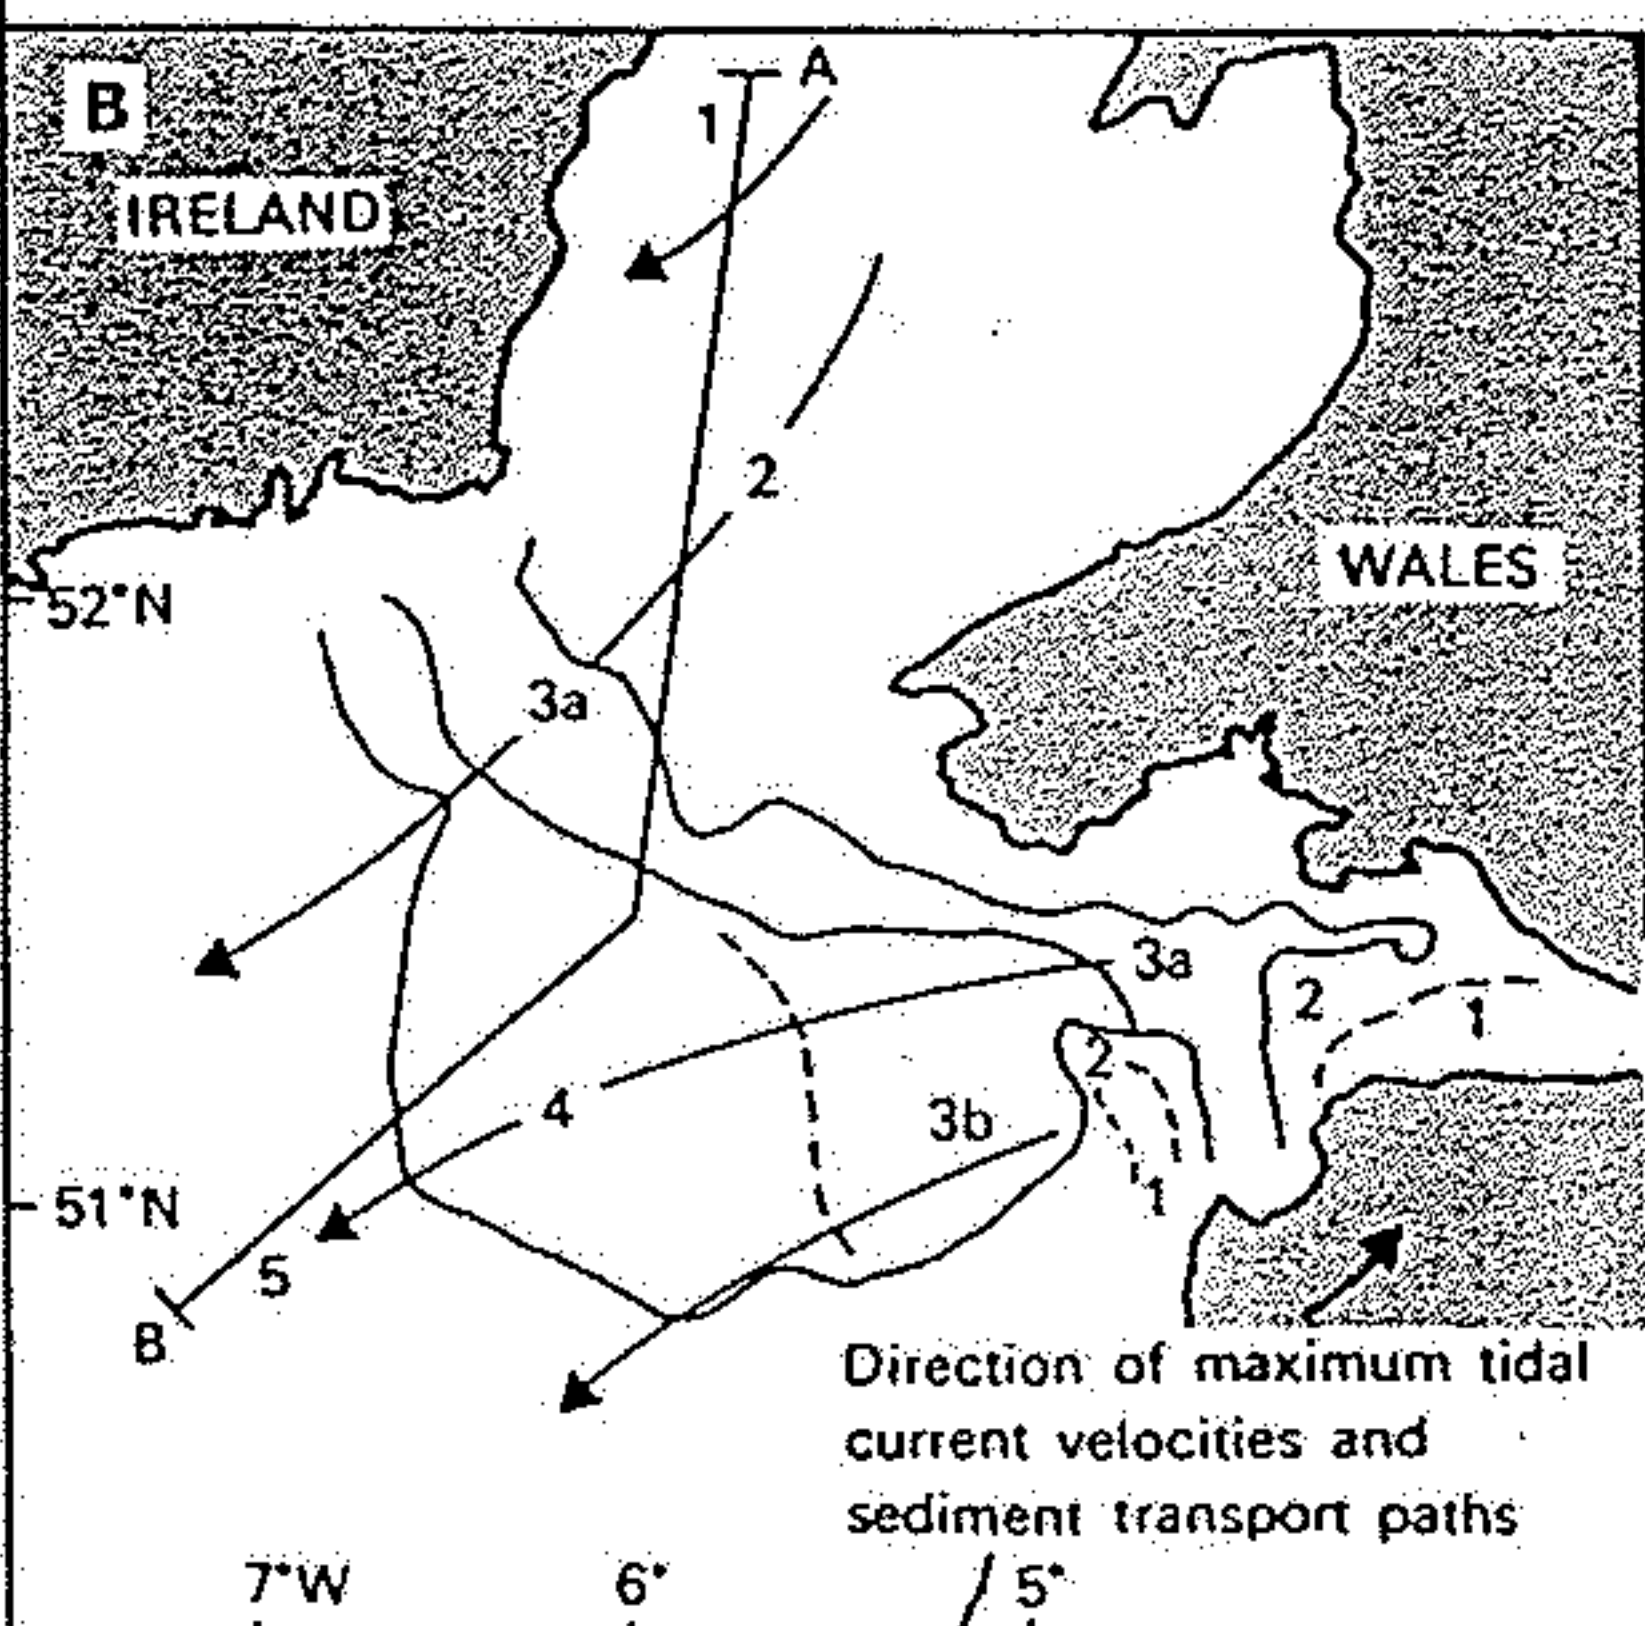 A
B
1
IRELAND
2
WALES
52°N
3a
3a
2
1
2
4
3b
1
51°N
5
B
Direction of maximum tidal
current velocities and
sediment transport paths
7°W 6° 5°